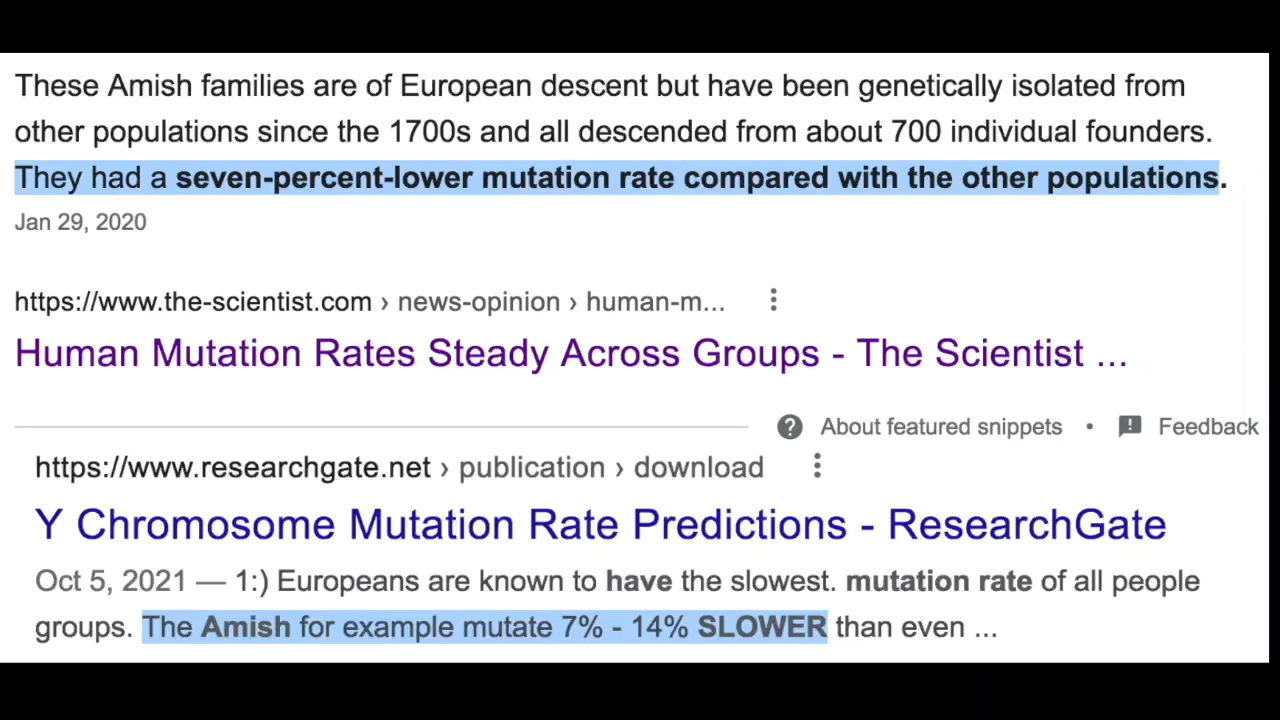 These Amish families are of European descent but have been genetically isolated from
other populations since the 1700s and all descended from about 700 individual founders.
They had a seven-percent-lower mutation rate compared with the other populations.
Jan 29, 2020
https://www.the-scientist.com › news-opinion › human-m...
Human Mutation Rates Steady Across Groups - The Scientist ...
About featured snippets • Feedback
https://www.researchgate.net › publication › download
Y Chromosome Mutation Rate Predictions - ResearchGate
Oct 5, 2021 — 1:) Europeans are known to have the slowest. mutation rate of all people
groups. The Amish for example mutate 7% - 14% SLOWER than even ...